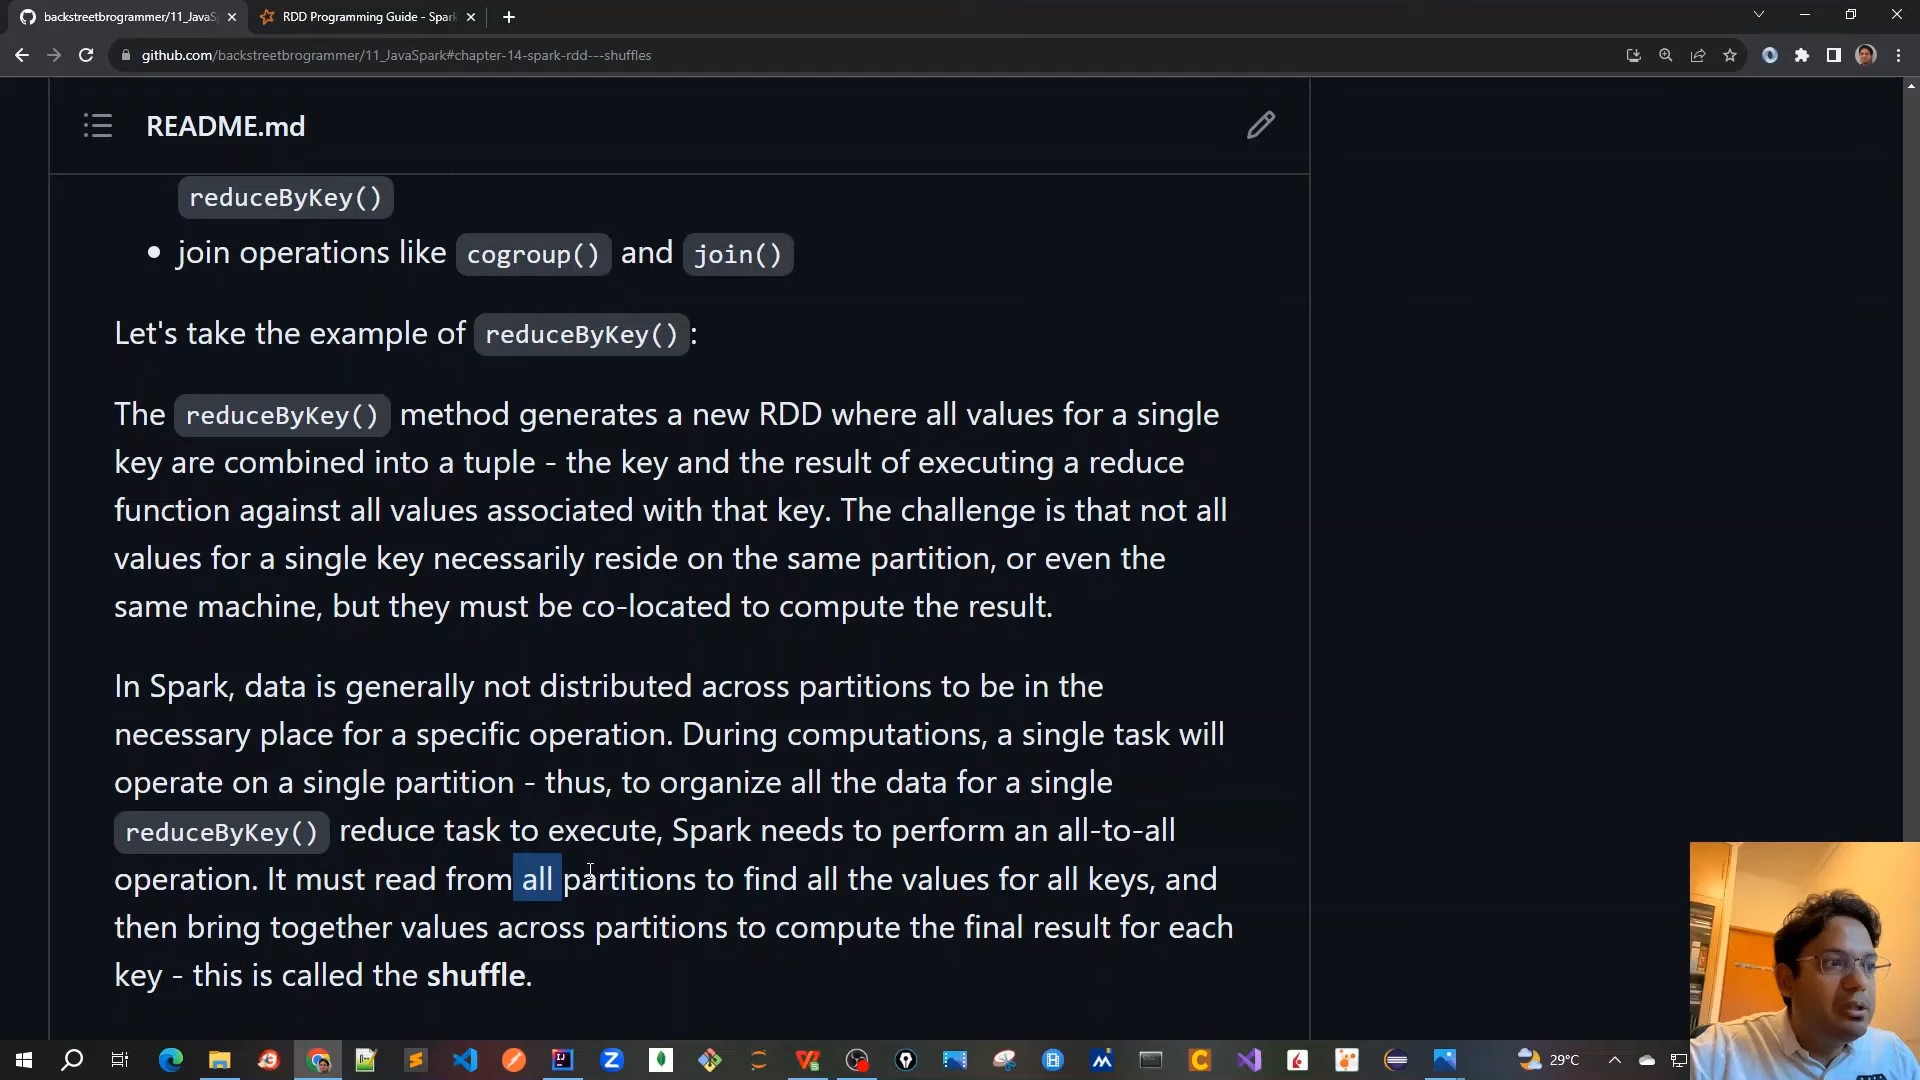 backstreetbrogrammer/11_JavaS
RDD Programming Guide - Spark
github.com/backstreetbrogrammer/11_JavaSpark#chapter-14-spark-rdd---shuffles
README.md
reduceByKey()
• join operations like cogroup() and join()
Let's take the example of reduceByKey():
The reduceByKey() method generates a new RDD where all values for a single
key are combined into a tuple - the key and the result of executing a reduce
function against all values associated with that key. The challenge is that not all
values for a single key necessarily reside on the same partition, or even the
same machine, but they must be co-located to compute the result.
In Spark, data is generally not distributed across partitions to be in the
necessary place for a specific operation. During computations, a single task will
operate on a single partition - thus, to organize all the data for a single
reduceByKey() reduce task to execute, Spark needs to perform an all-to-all
operation. It must read from all partitions to find all the values for all keys, and
then bring together values across partitions to compute the final result for each
key - this is called the shuffle.
29°C